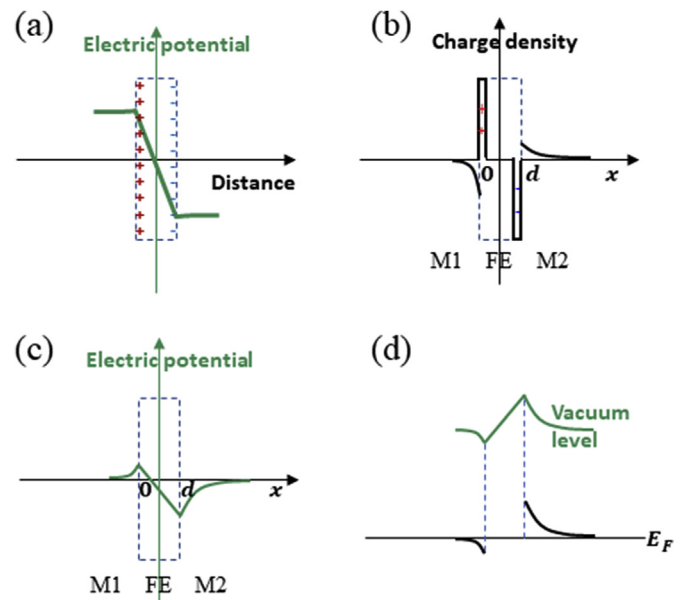 (a)
Electric potential
Distance
(b)
Charge density
0
d
x
M1 FE M2
(c)
Electric potential
0
d
x
M1 FE M2
(d)
Vacuum
level
E_F